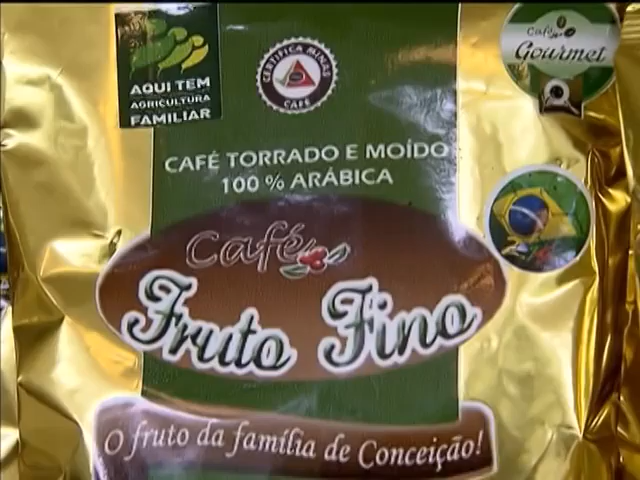 AQUI TEM
AGRICULTURA
FAMILIAR
CERTIFICA MINAS
CAFÉ
Café
Gourmet
CAFÉ TORRADO E MOÍDO
100 % ARÁBICA
Café
Fruto Fino
O fruto da família de Conceição!